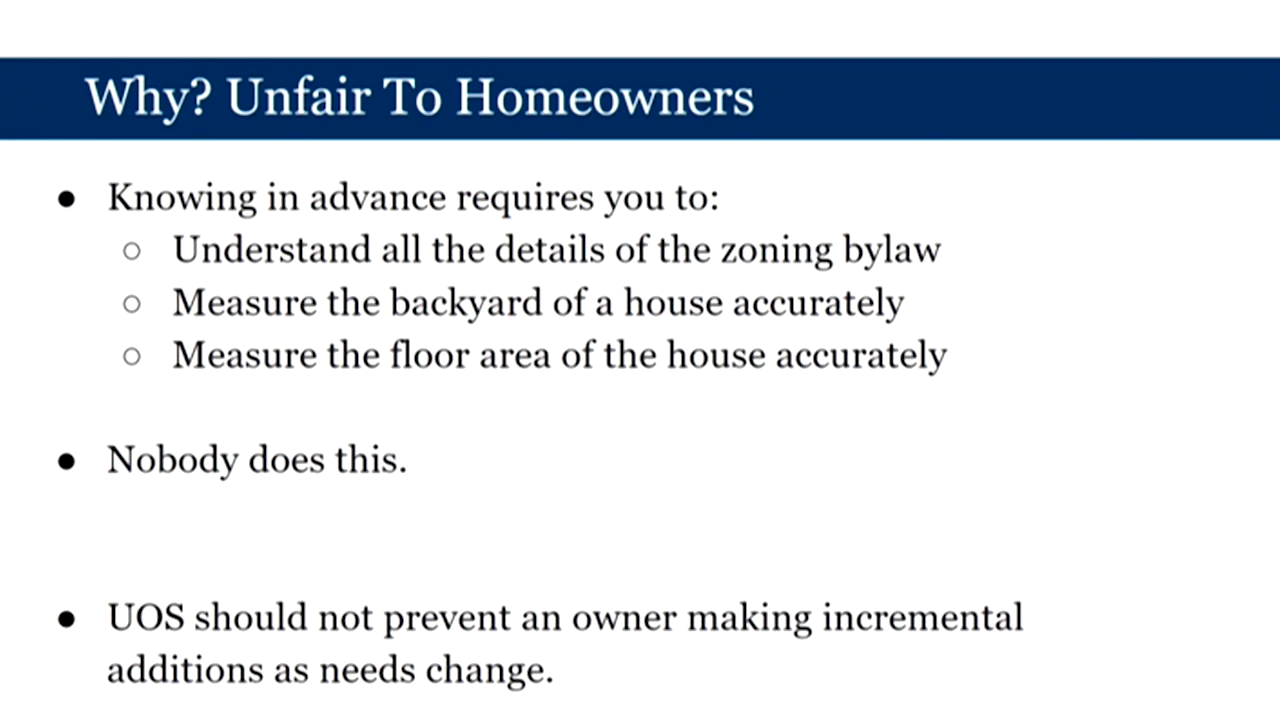 Why? Unfair To Homeowners
● Knowing in advance requires you to:
○ Understand all the details of the zoning bylaw
○ Measure the backyard of a house accurately
○ Measure the floor area of the house accurately
● Nobody does this.
● UOS should not prevent an owner making incremental
additions as needs change.